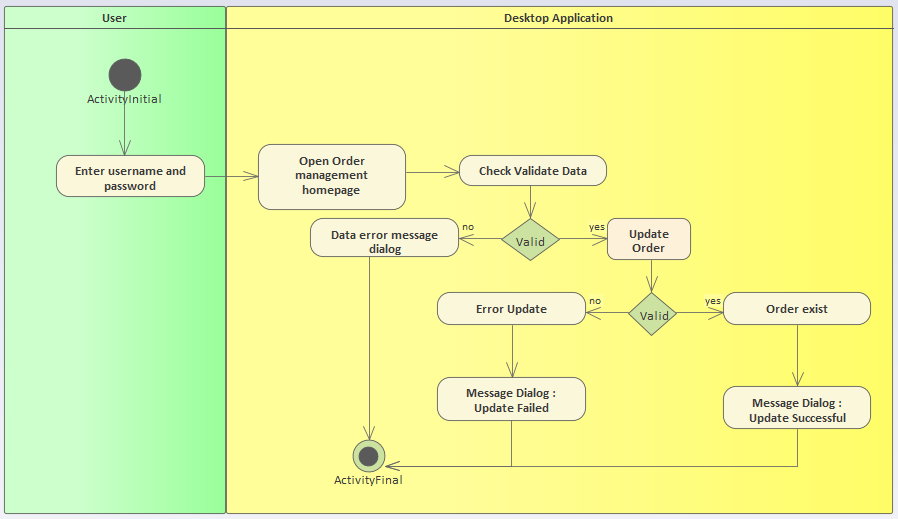 User
Desktop Application
ActivityInitial
Enter username and
password
Open Order
management
homepage
Check Validate Data
Data error message
dialog
no
Valid
yes
Update
Order
Error Update
no
Valid
yes
Order exist
Message Dialog :
Update Failed
Message Dialog :
Update Successful
ActivityFinal